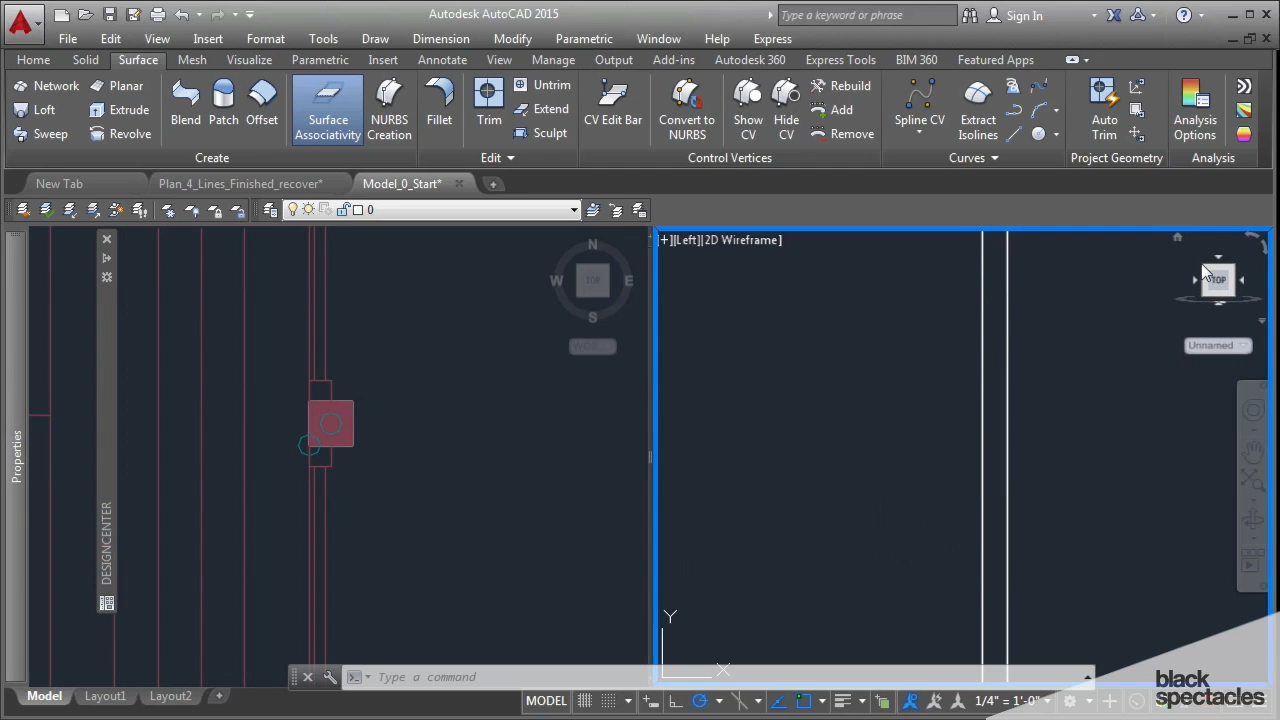 Autodesk AutoCAD 2015
Type a keyword or phrase
Sign In
File Edit View Insert Format Tools Draw Dimension Modify Parametric Window Help Express
Home Solid Surface Mesh Visualize Parametric Insert Annotate View Manage Output Add-ins Autodesk 360 Express Tools BIM 360 Featured Apps
Network Planar
Loft Extrude
Sweep Revolve
Blend Patch Offset
Surface
Associativity
NURBS
Creation
Fillet
Trim
Untrim
Extend
Sculpt
CV Edit Bar
Convert to
NURBS
Show
CV
Hide
CV
Rebuild
Add
Remove
Spline CV
Extract
Isolines
Auto
Trim
Analysis
Options
Create Edit Control Vertices Curves Project Geometry Analysis
New Tab Plan_4_Lines_Finished_recover* Model_0_Start*
0
[+][Left][2D Wireframe]
N
W TOP E
S
TOP
Unnamed
Properties
DESIGNCENTER
Y
X
Type a command
Model Layout1 Layout2 +
MODEL
1/4" = 1'-0"
black
spectacles